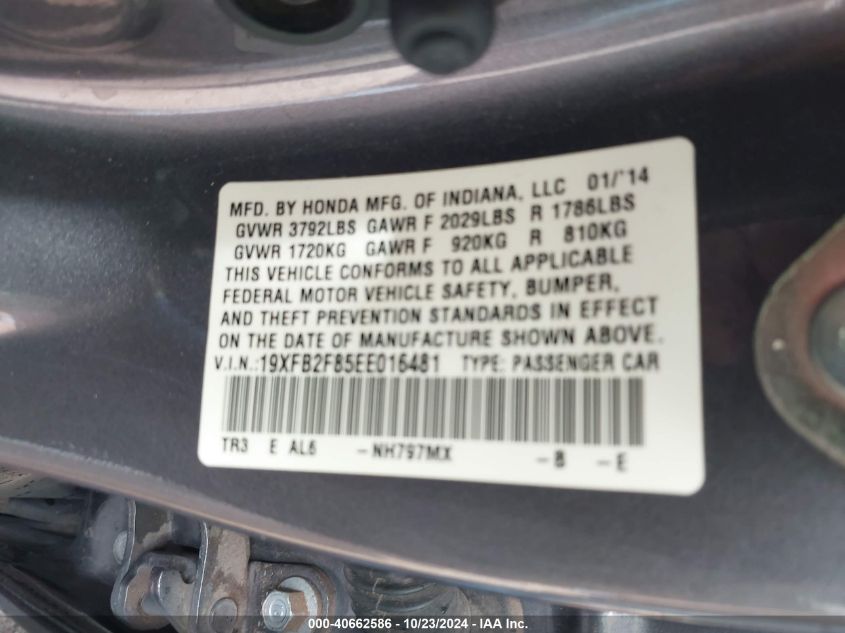 MFD. BY HONDA MFG. OF INDIANA, LLC 01/'14
GVWR 3792LBS GAWR F 2029LBS R 1786LBS
GVWR 1720KG GAWR F 920KG R 810KG
THIS VEHICLE CONFORMS TO ALL APPLICABLE
FEDERAL MOTOR VEHICLE SAFETY, BUMPER,
AND THEFT PREVENTION STANDARDS IN EFFECT
ON THE DATE OF MANUFACTURE SHOWN ABOVE.
V.I.N.:19XFB2F85EE016481 TYPE: PASSENGER CAR
TR3 E AL6 -NH797MX -B -E
000-40662586 - 10/23/2024 - IAA Inc.